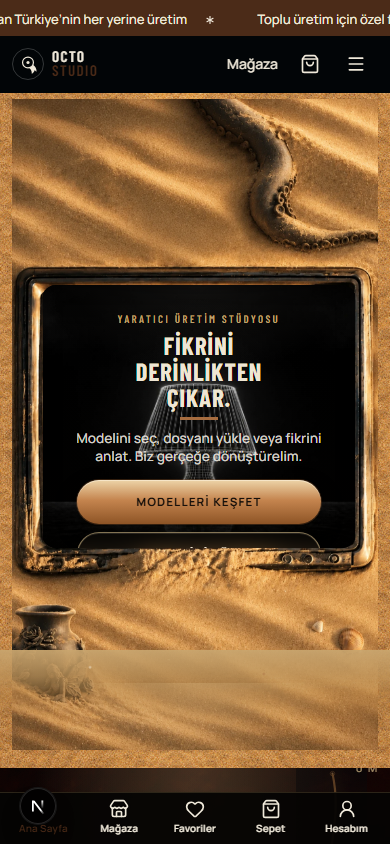 an Türkiye'nin her yerine üretim * Toplu üretim için özel f
OCTO
STUDIO
Mağaza
YARATICI ÜRETİM STÜDYOSU
FİKRİNİ
DERİNLİKTEN
ÇIKAR.
Modelini seç, dosyanı yükle veya fikrini
anlat. Biz gerçeğe dönüştürelim.
MODELLERİ KEŞFET
U M
N
Ana Sayfa
Mağaza
Favoriler
Sepet
Hesabım